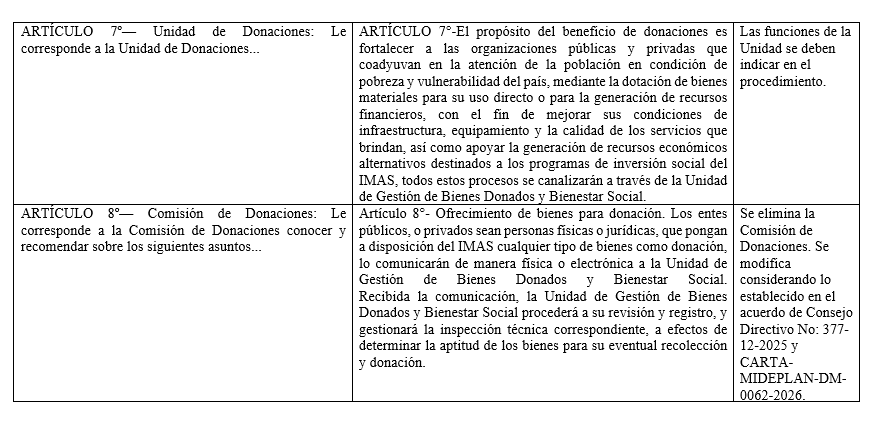 ARTÍCULO 7º— Unidad de Donaciones: Le
corresponde a la Unidad de Donaciones...
ARTÍCULO 7°-El propósito del beneficio de donaciones es
fortalecer a las organizaciones públicas y privadas que
coadyuvan en la atención de la población en condición de
pobreza y vulnerabilidad del país, mediante la dotación de bienes
materiales para su uso directo o para la generación de recursos
financieros, con el fin de mejorar sus condiciones de
infraestructura, equipamiento y la calidad de los servicios que
brindan, así como apoyar la generación de recursos económicos
alternativos destinados a los programas de inversión social del
IMAS, todos estos procesos se canalizarán a través de la Unidad
de Gestión de Bienes Donados y Bienestar Social.
Las funciones de la
Unidad se deben
indicar en el
procedimiento.
ARTÍCULO 8º— Comisión de Donaciones: Le
corresponde a la Comisión de Donaciones conocer y
recomendar sobre los siguientes asuntos...
Artículo 8°- Ofrecimiento de bienes para donación. Los entes
públicos, o privados sean personas físicas o jurídicas, que pongan
a disposición del IMAS cualquier tipo de bienes como donación,
lo comunicarán de manera física o electrónica a la Unidad de
Gestión de Bienes Donados y Bienestar Social.
Recibida la comunicación, la Unidad de Gestión de Bienes
Donados y Bienestar Social procederá a su revisión y registro, y
gestionará la inspección técnica correspondiente, a efectos de
determinar la aptitud de los bienes para su eventual recolección
y donación.
Se elimina la
Comisión de
Donaciones. Se
modifica
considerando lo
establecido en el
acuerdo de Consejo
Directivo No: 377-
12-2025 y
CARTA-
MIDEPLAN-DM-
0062-2026.